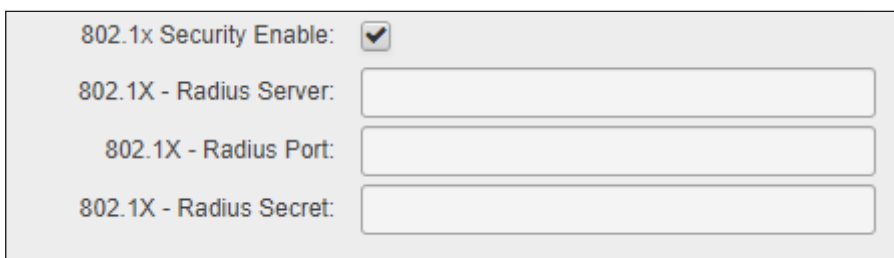 802.1x Security Enable:
802.1X - Radius Server:
802.1X - Radius Port:
802.1X - Radius Secret: